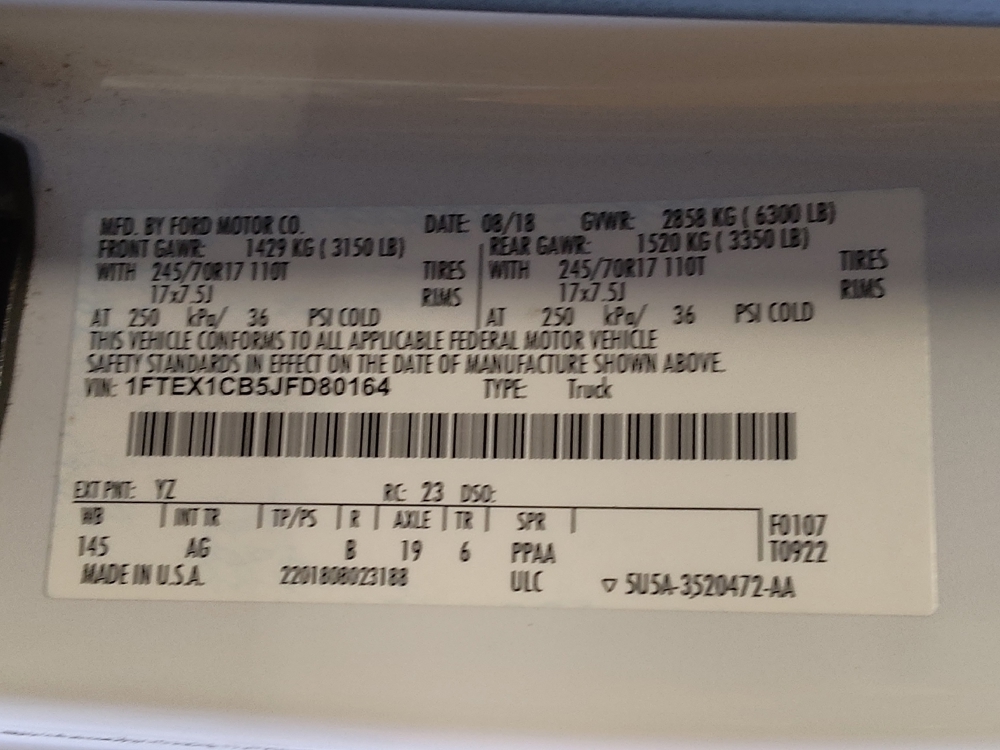 MFD. BY FORD MOTOR CO. DATE: 08/18 GVWR: 2858 KG ( 6300 LB)
FRONT GAWR: 1429 KG ( 3150 LB) REAR GAWR: 1520 KG ( 3350 LB)
WITH 245/70R17 110T TIRES WITH 245/70R17 110T TIRES
17x7.5J RIMS 17x7.5J RIMS
AT 250 kPa/ 36 PSI COLD AT 250 kPa/ 36 PSI COLD
THIS VEHICLE CONFORMS TO ALL APPLICABLE FEDERAL MOTOR VEHICLE
SAFETY STANDARDS IN EFFECT ON THE DATE OF MANUFACTURE SHOWN ABOVE.
VIN: 1FTEX1CB5JFD80164 TYPE: Truck
EXT PNT: YZ RC: 23 DSO:
WB INT TR TP/PS R AXLE TR SPR F0107
145 AG B 19 6 PPAA T0922
MADE IN U.S.A. 2201808023188 ULC ▽ 5U5A-3520472-AA